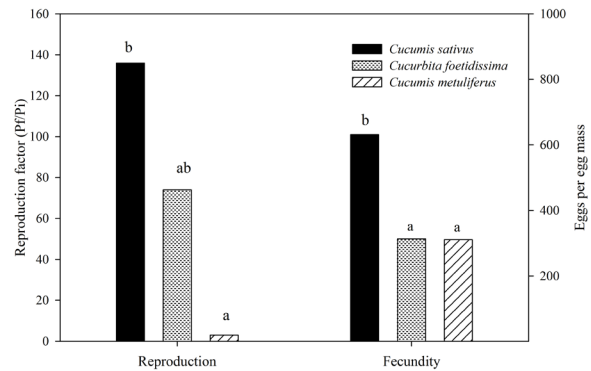 160
140
120
100
80
60
40
20
0
Reproduction factor (Pf/Pi)
1000
800
600
400
200
Eggs per egg mass
Cucumis sativus
Cucurbita foetidissima
Cucumis metuliferus
b
ab
a
b
a
a
Reproduction
Fecundity